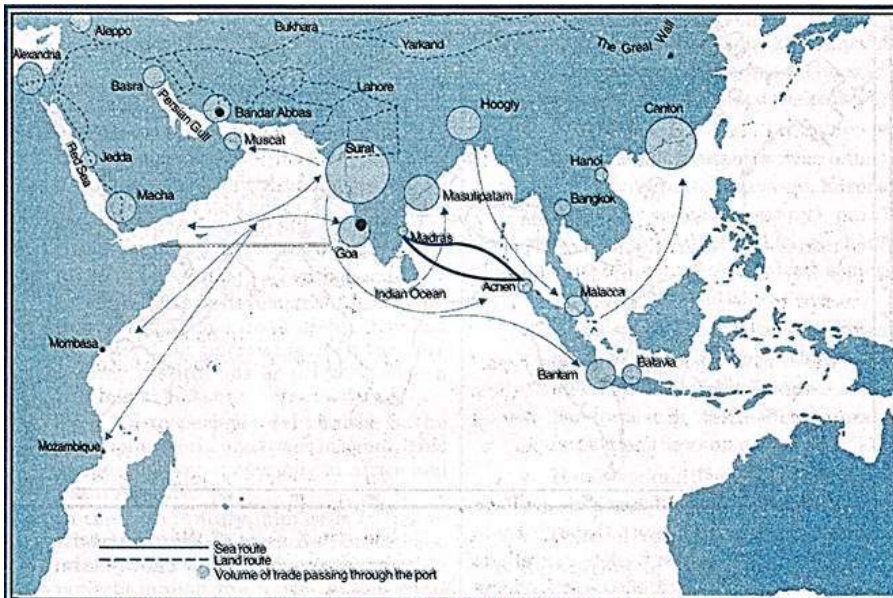 Aleppo
Bukhara
Yarkand
The Great Wall
Alexandria
Basra
Lahore
Persian Gulf
Bandar Abbas
Hoogly
Canton
Muscat
Surat
Hanoi
Jedda
Red Sea
Macha
Masulipatam
Bangkok
Goa
Madras
Indian Ocean
Acnen
Malacca
Mombasa
Bantam
Batavia
Mozambique
Sea route
Land route
Volume of trade passing through the port